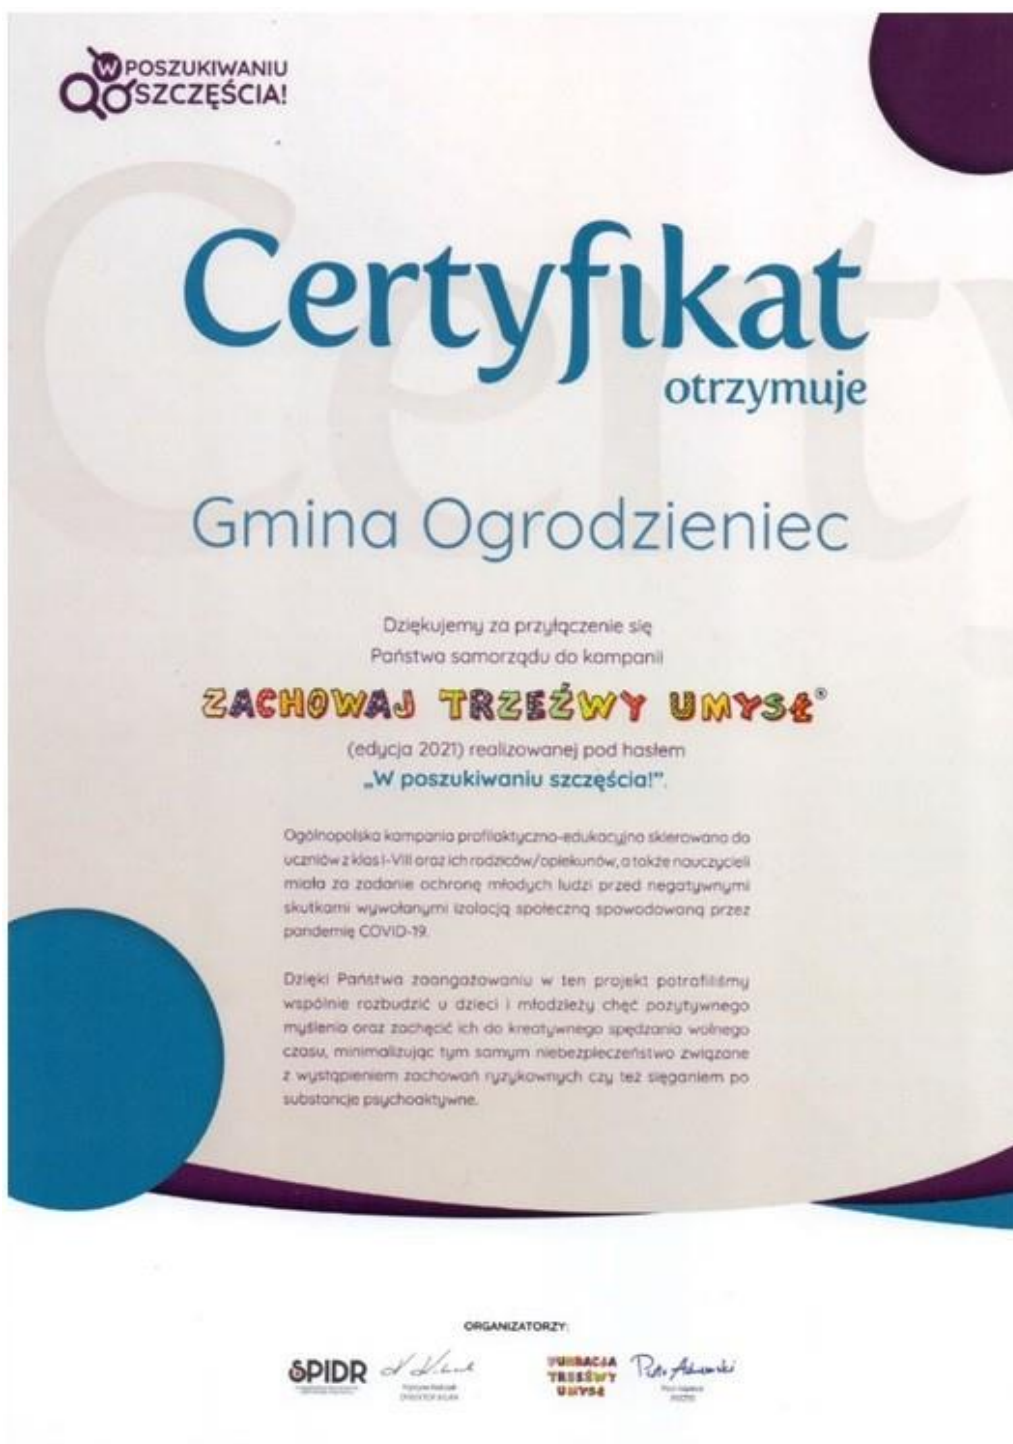 W POSZUKIWANIU
SZCZĘŚCIA!
Certyfikat
otrzymuje
Gmina Ogrodzieniec
Dziękujemy za przyłączenie się
Państwa samorządu do kampanii
ZACHOWAJ TRZEŹWY UMYSŁ®
(edycja 2021) realizowanej pod hasłem
„W poszukiwaniu szczęścia!”.
Ogólnopolska kampania profilaktyczno-edukacyjna skierowana do
uczniów z klas I-VIII oraz ich rodziców/opiekunów, a także nauczycieli
miała za zadanie ochronę młodych ludzi przed negatywnymi
skutkami wywołanymi izolacją społeczną spowodowaną przez
pandemię COVID-19.
Dzięki Państwa zaangażowaniu w ten projekt potrafiliśmy
wspólnie rozbudzić u dzieci i młodzieży chęć pozytywnego
myślenia oraz zachęcić ich do kreatywnego spędzania wolnego
czasu, minimalizując tym samym niebezpieczeństwo związane
z wystąpieniem zachowań ryzykownych czy też sięganiem po
substancje psychoaktywne.
ORGANIZATORZY:
SPIDR
FUNDACJA
TRZEŹWY
UMYSŁ